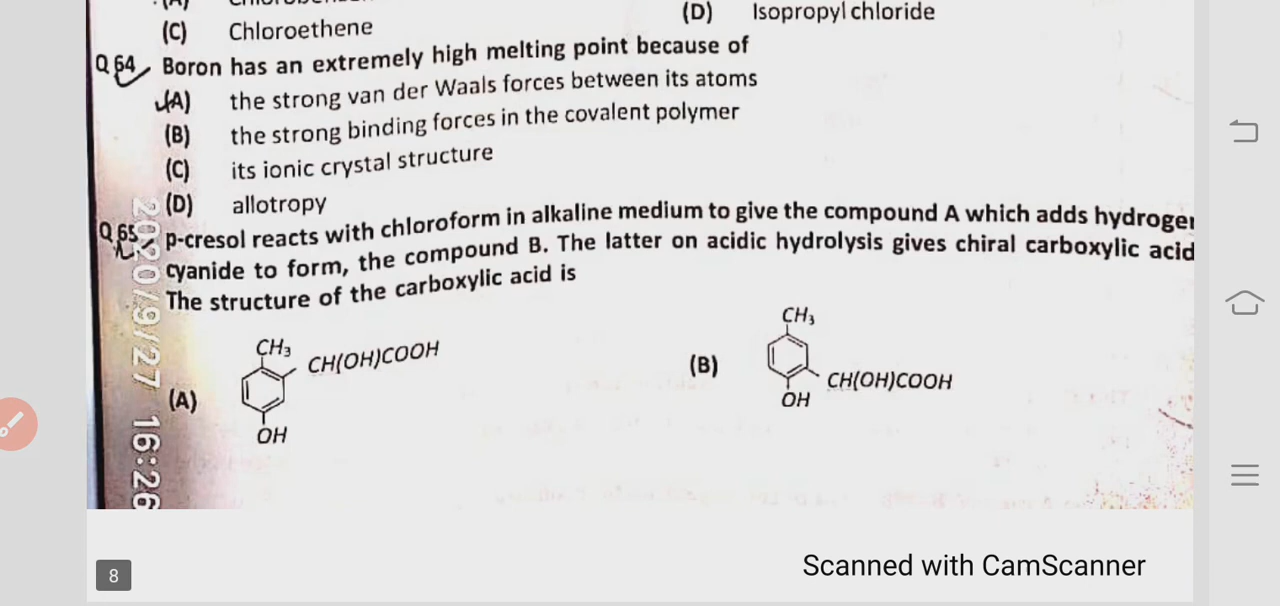 (C) Chloroethene
(D) Isopropyl chloride
Q 64 Boron has an extremely high melting point because of
(A) the strong van der Waals forces between its atoms
(B) the strong binding forces in the covalent polymer
(C) its ionic crystal structure
(D) allotropy
Q 65 p-cresol reacts with chloroform in alkaline medium to give the compound A which adds hydrogen
cyanide to form, the compound B. The latter on acidic hydrolysis gives chiral carboxylic acid
The structure of the carboxylic acid is
(A)
CH3
CH(OH)COOH
OH
(B)
CH3
CH(OH)COOH
OH
2020/9/27 16:26
8
Scanned with CamScanner